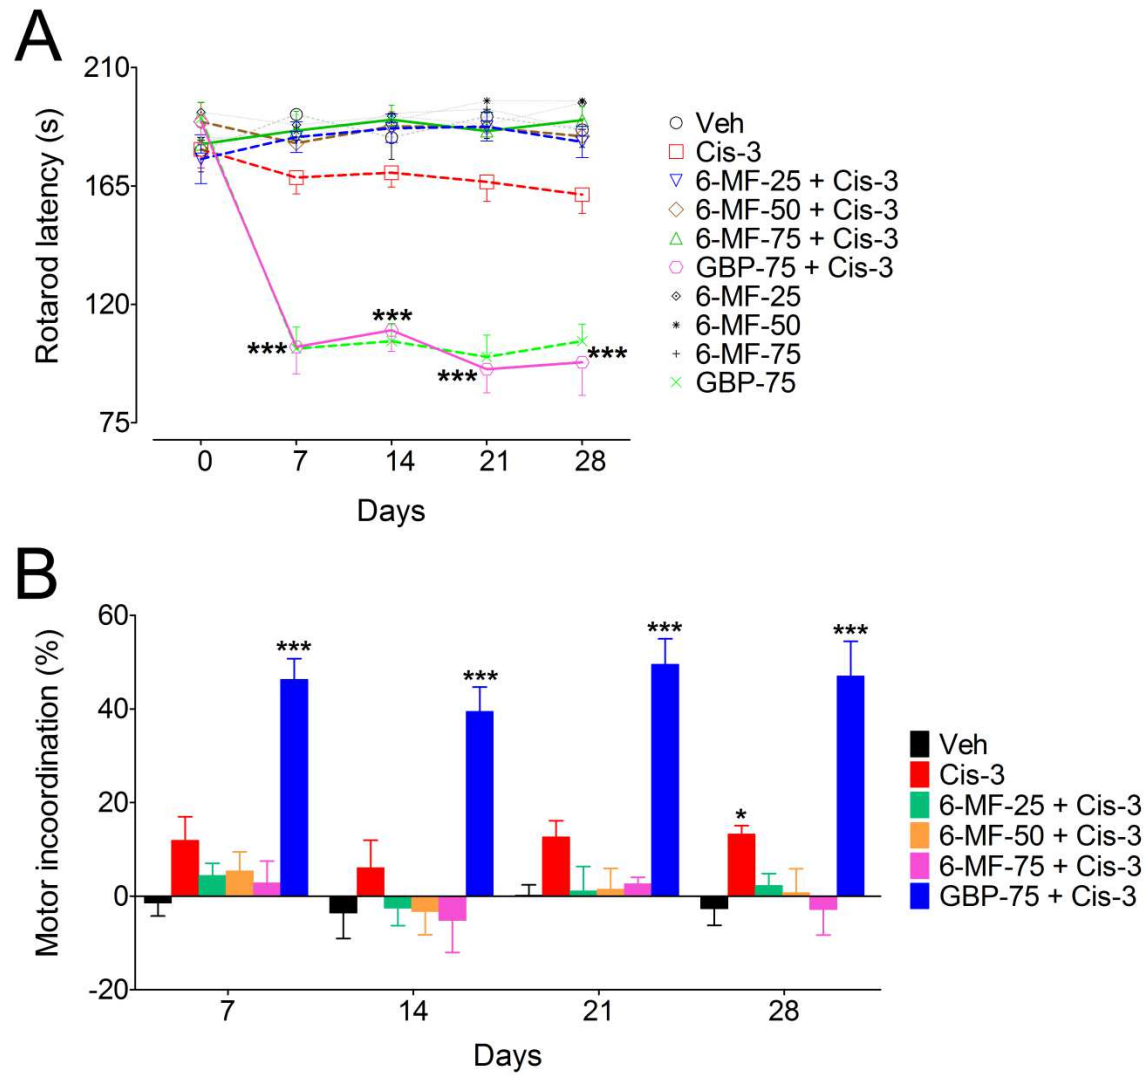 A
Rotarod latency (s)
210
165
120
75
***
***
***
***
0 7 14 21 28
Days
Veh
Cis-3
6-MF-25 + Cis-3
6-MF-50 + Cis-3
6-MF-75 + Cis-3
GBP-75 + Cis-3
6-MF-25
6-MF-50
6-MF-75
GBP-75
B
Motor incoordination (%)
60
40
20
0
-20
***
***
***
*
***
7 14 21 28
Days
Veh
Cis-3
6-MF-25 + Cis-3
6-MF-50 + Cis-3
6-MF-75 + Cis-3
GBP-75 + Cis-3